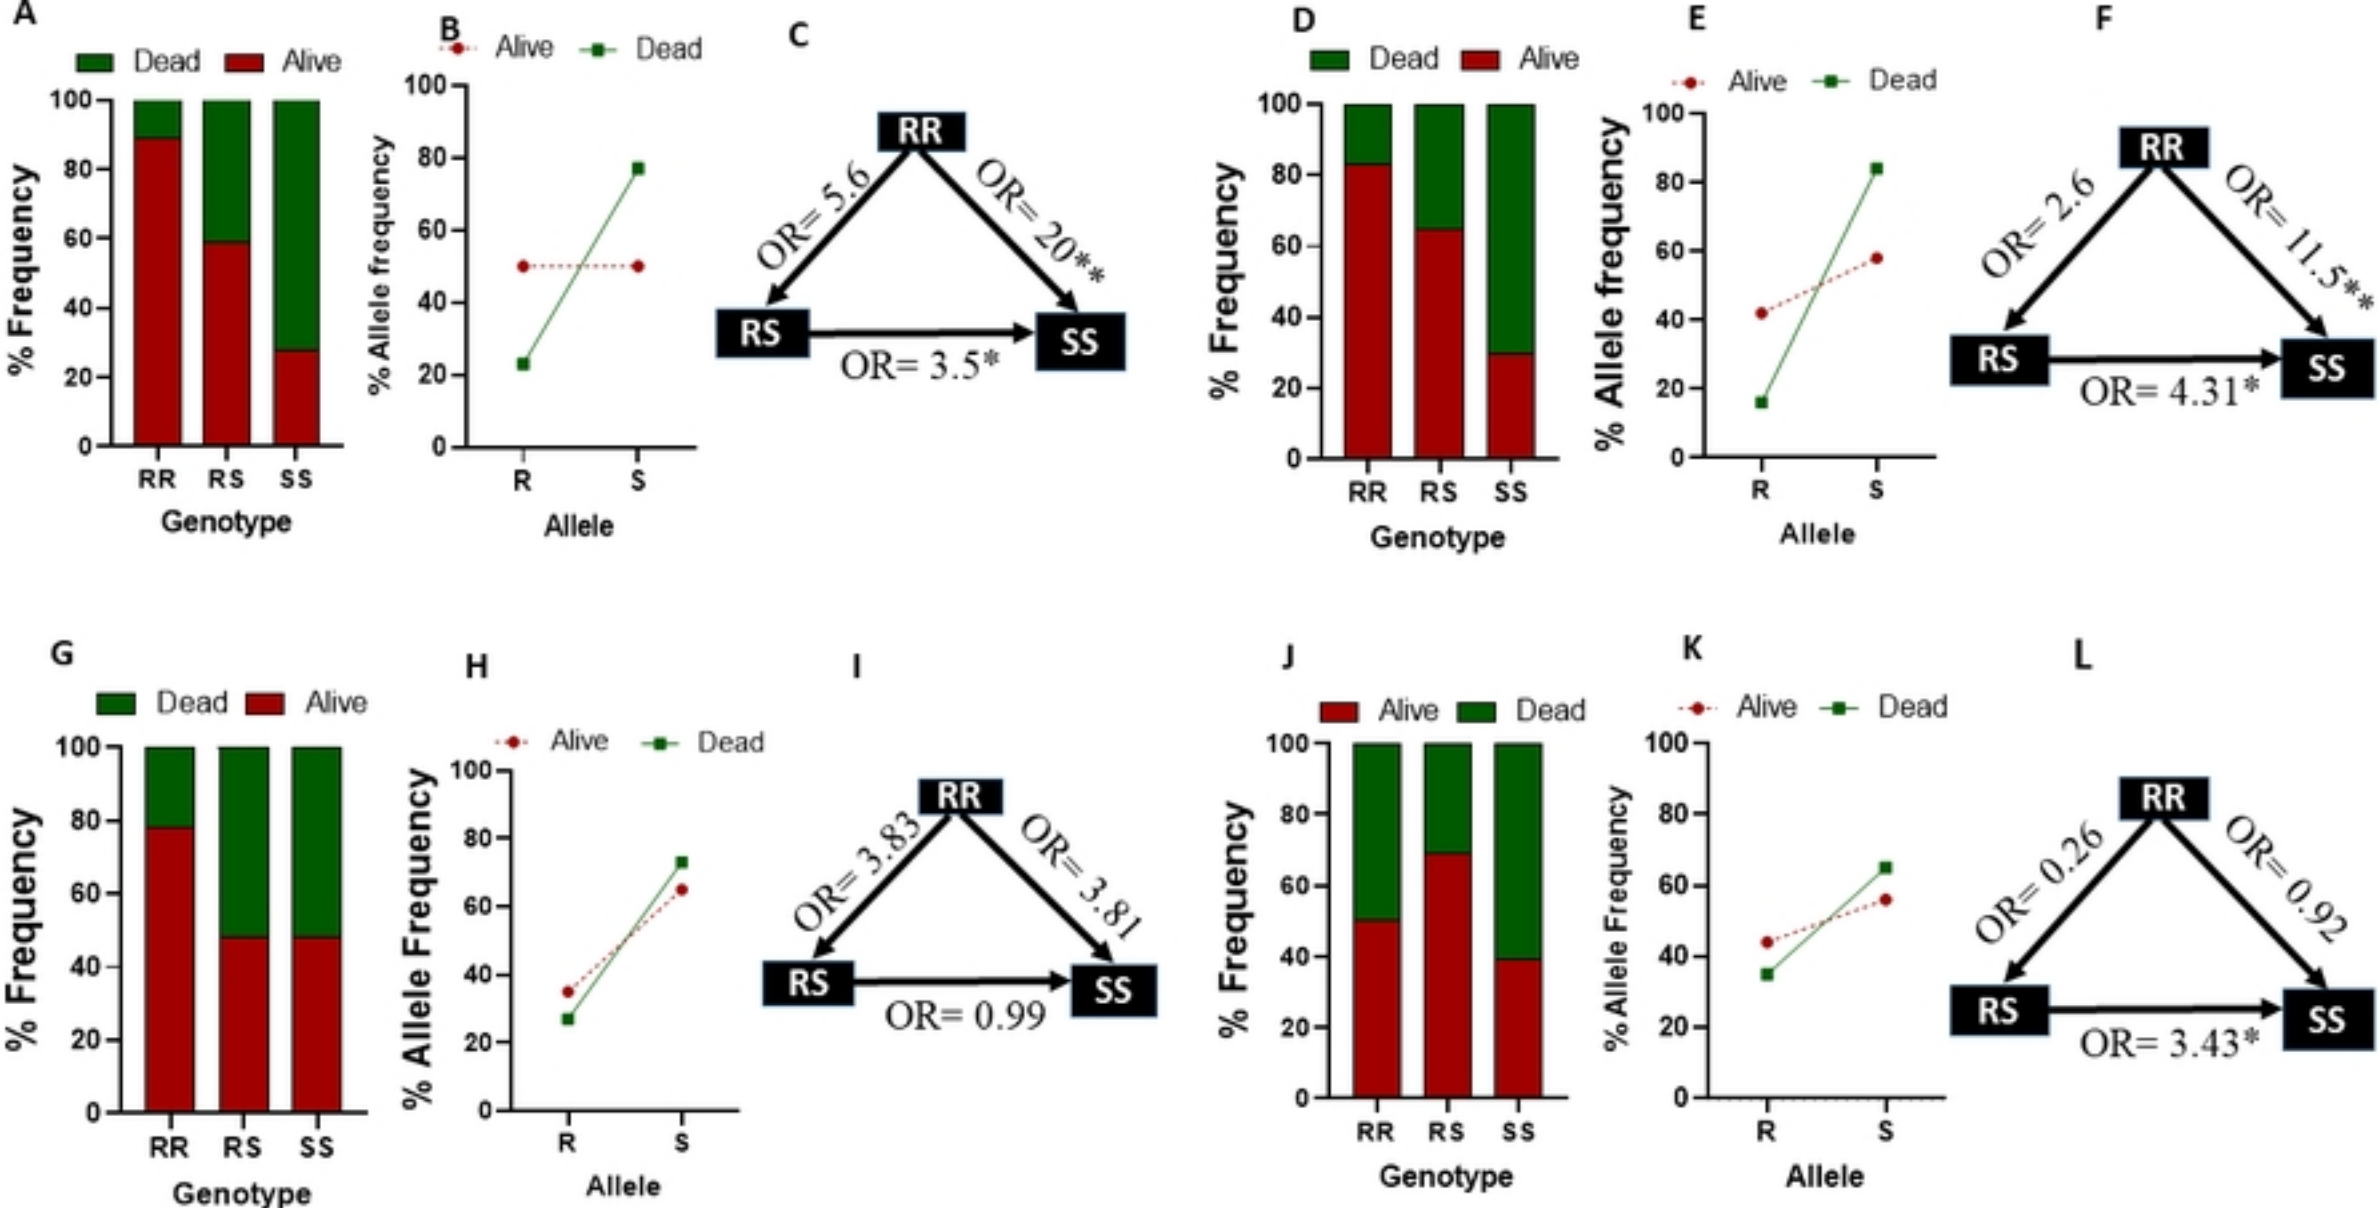 A
Dead Alive
% Frequency
100
80
60
40
20
0
RR RS SS
Genotype
B
Alive Dead
% Allele frequency
100
80
60
40
20
0
R S
Allele
C
RR
OR= 5.6
OR= 20**
RS
SS
OR= 3.5*
D
Dead Alive
% Frequency
100
80
60
40
20
0
RR RS SS
Genotype
E
Alive Dead
% Allele frequency
100
80
60
40
20
0
R S
Allele
F
RR
OR= 2.6
OR= 11.5**
RS
SS
OR= 4.31*
G
Dead Alive
% Frequency
100
80
60
40
20
0
RR RS SS
Genotype
H
Alive Dead
% Allele Frequency
100
80
60
40
20
0
R S
Allele
I
RR
OR= 3.83
OR= 3.81
RS
SS
OR= 0.99
J
Alive Dead
% Frequency
100
80
60
40
20
0
RR RS SS
Genotype
K
Alive Dead
% Allele Frequency
100
80
60
40
20
0
R S
Allele
L
RR
OR= 0.26
OR= 0.92
RS
SS
OR= 3.43*